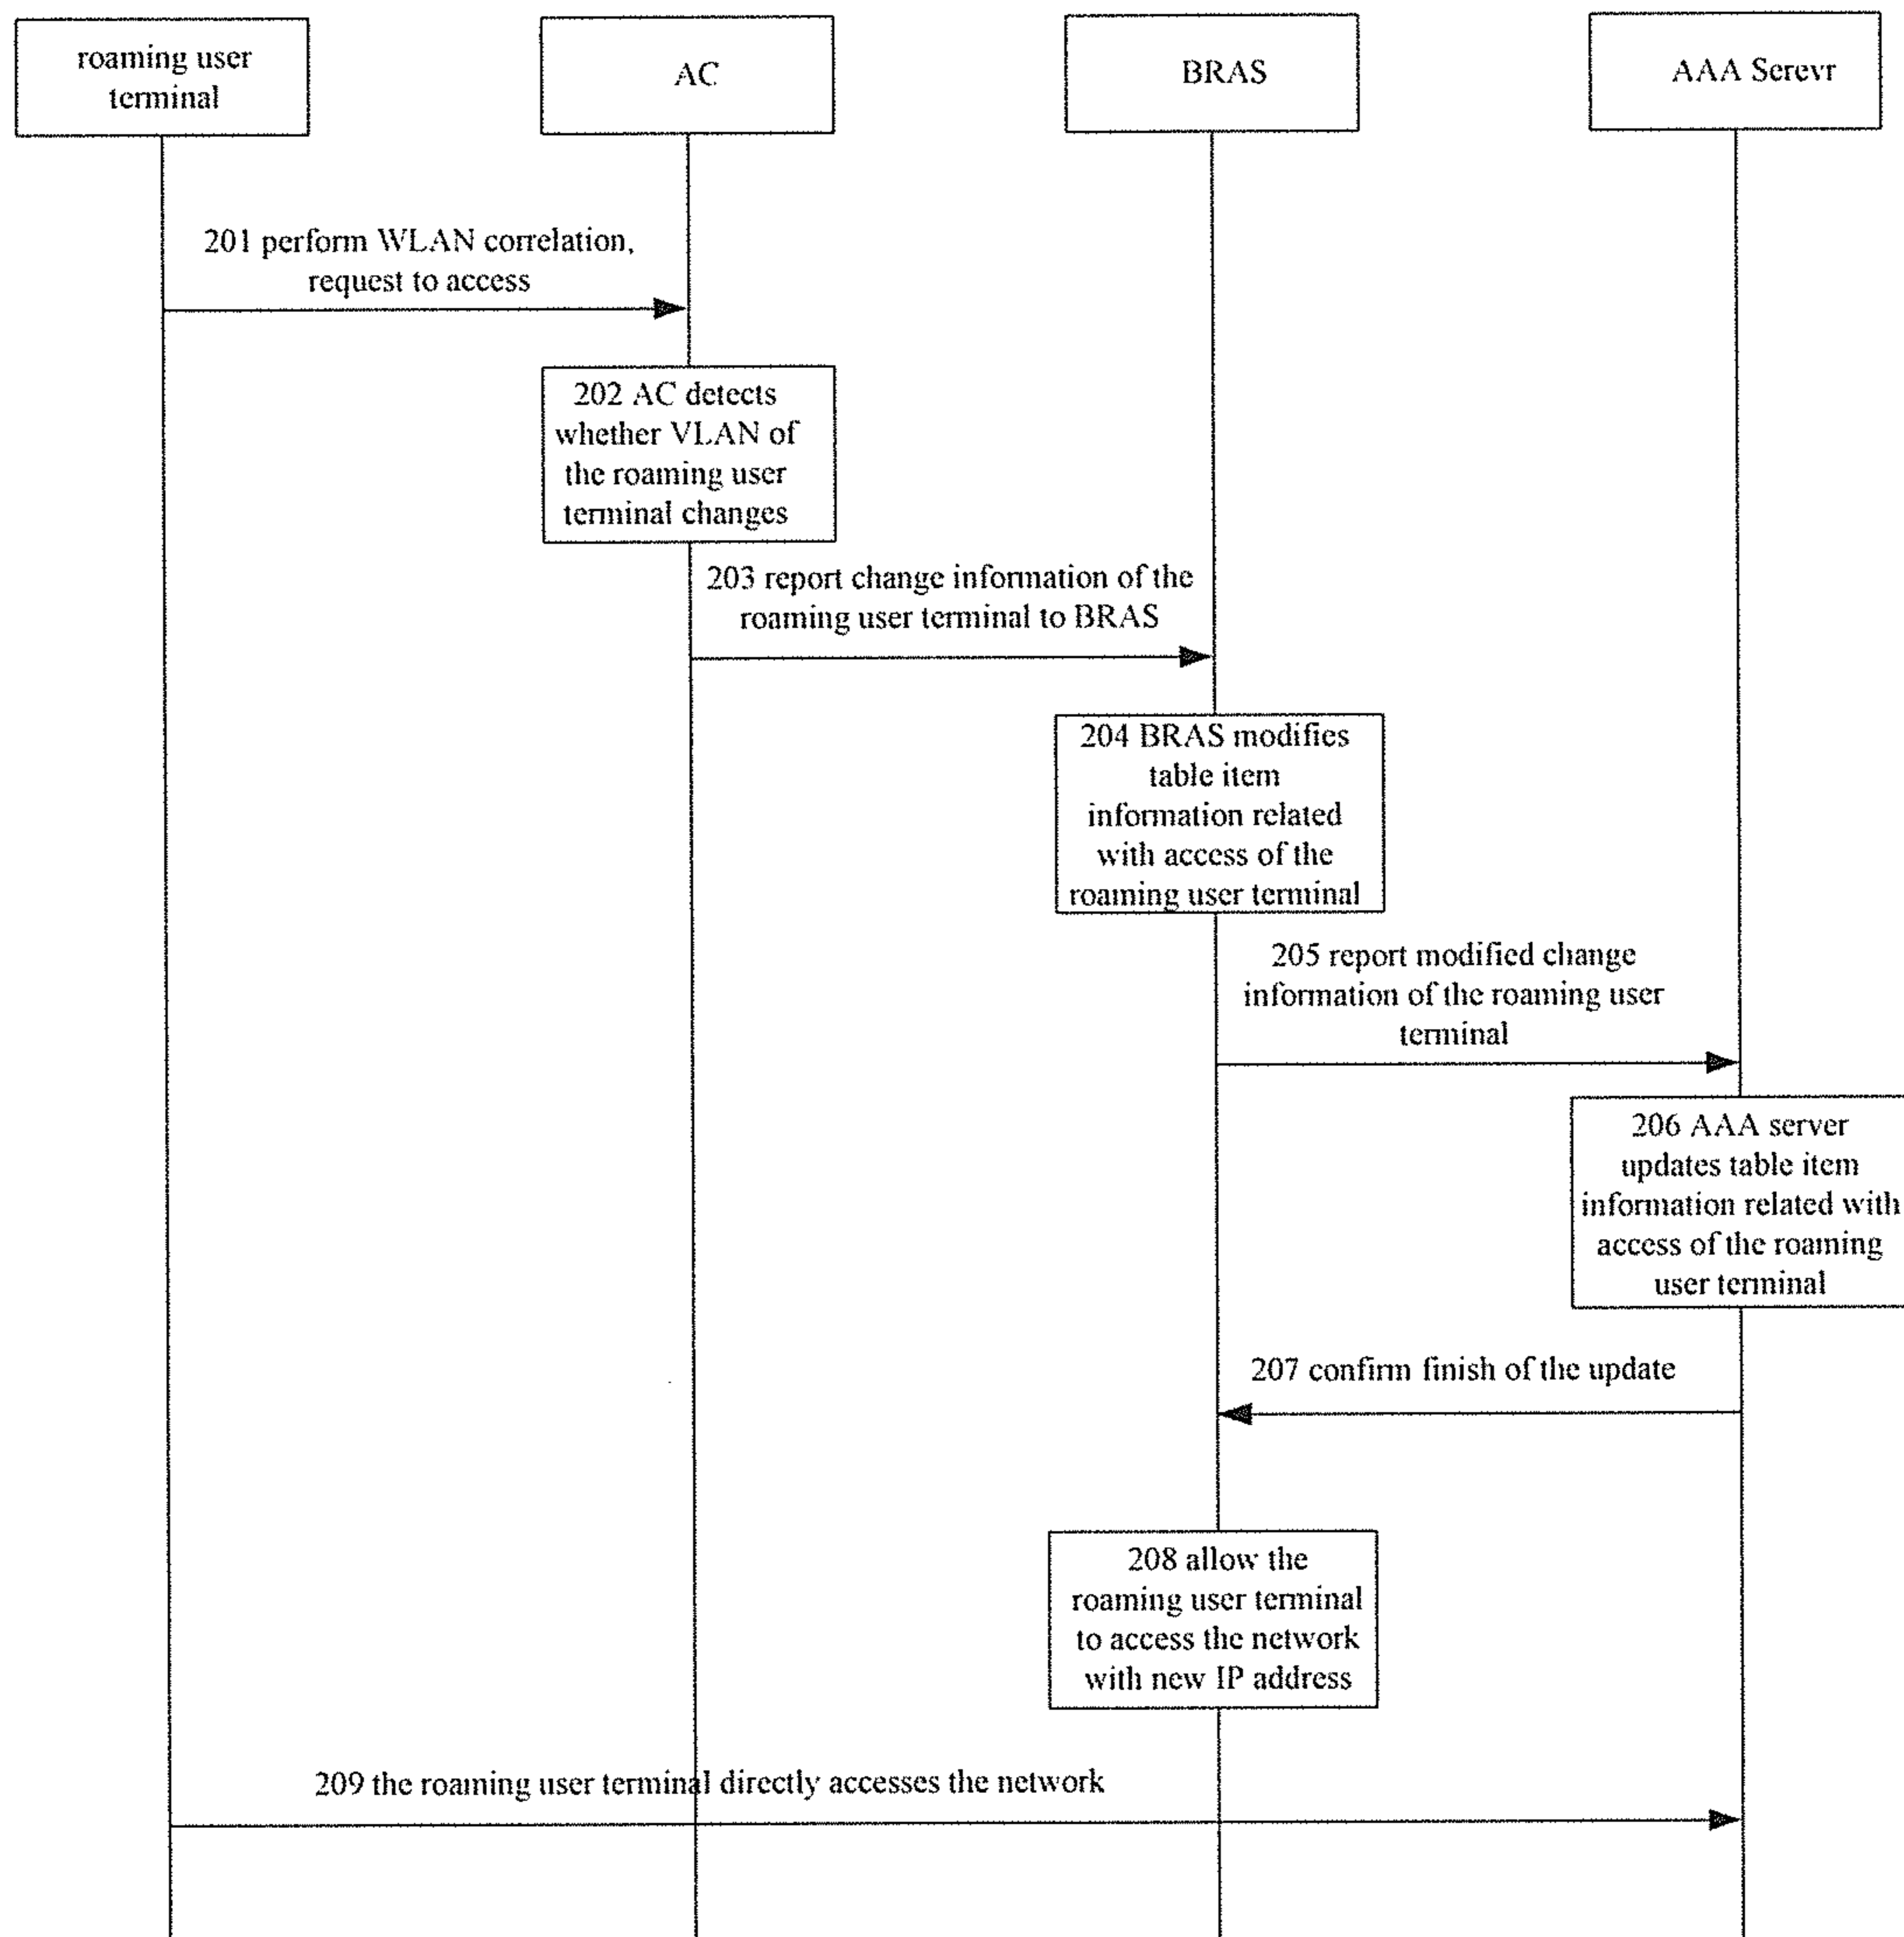 roaming user
terminal
AC
BRAS
AAA Serevr
201 perform WLAN correlation,
request to access
202 AC detects
whether VLAN of
the roaming user
terminal changes
203 report change information of the
roaming user terminal to BRAS
204 BRAS modifies
table item
information related
with access of the
roaming user terminal
205 report modified change
information of the roaming user
terminal
206 AAA server
updates table item
information related with
access of the roaming
user terminal
207 confirm finish of the update
208 allow the
roaming user terminal
to access the network
with new IP address
209 the roaming user terminal directly accesses the network